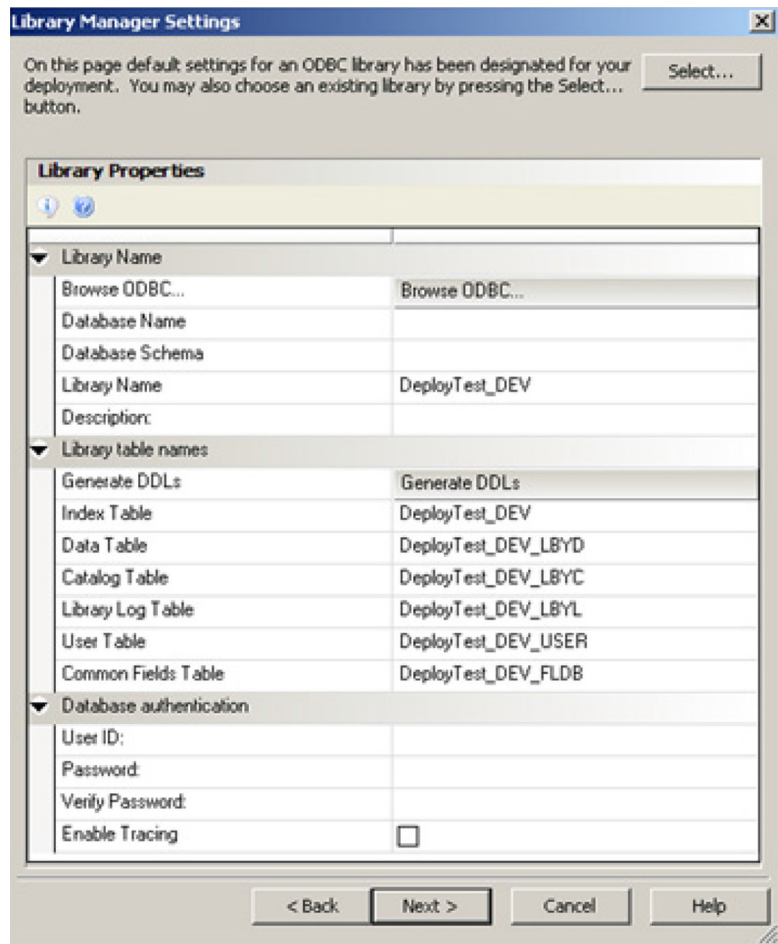 Library Manager Settings
On this page default settings for an ODBC library has been designated for your
deployment. You may also choose an existing library by pressing the Select...
button.
Select...
Library Properties
Library Name
Browse ODBC... Browse ODBC...
Database Name
Database Schema
Library Name DeployTest_DEV
Description:
Library table names
Generate DDLs Generate DDLs
Index Table DeployTest_DEV
Data Table DeployTest_DEV_LBYD
Catalog Table DeployTest_DEV_LBYC
Library Log Table DeployTest_DEV_LBYL
User Table DeployTest_DEV_USER
Common Fields Table DeployTest_DEV_FLDB
Database authentication
User ID:
Password:
Verify Password:
Enable Tracing
< Back Next > Cancel Help